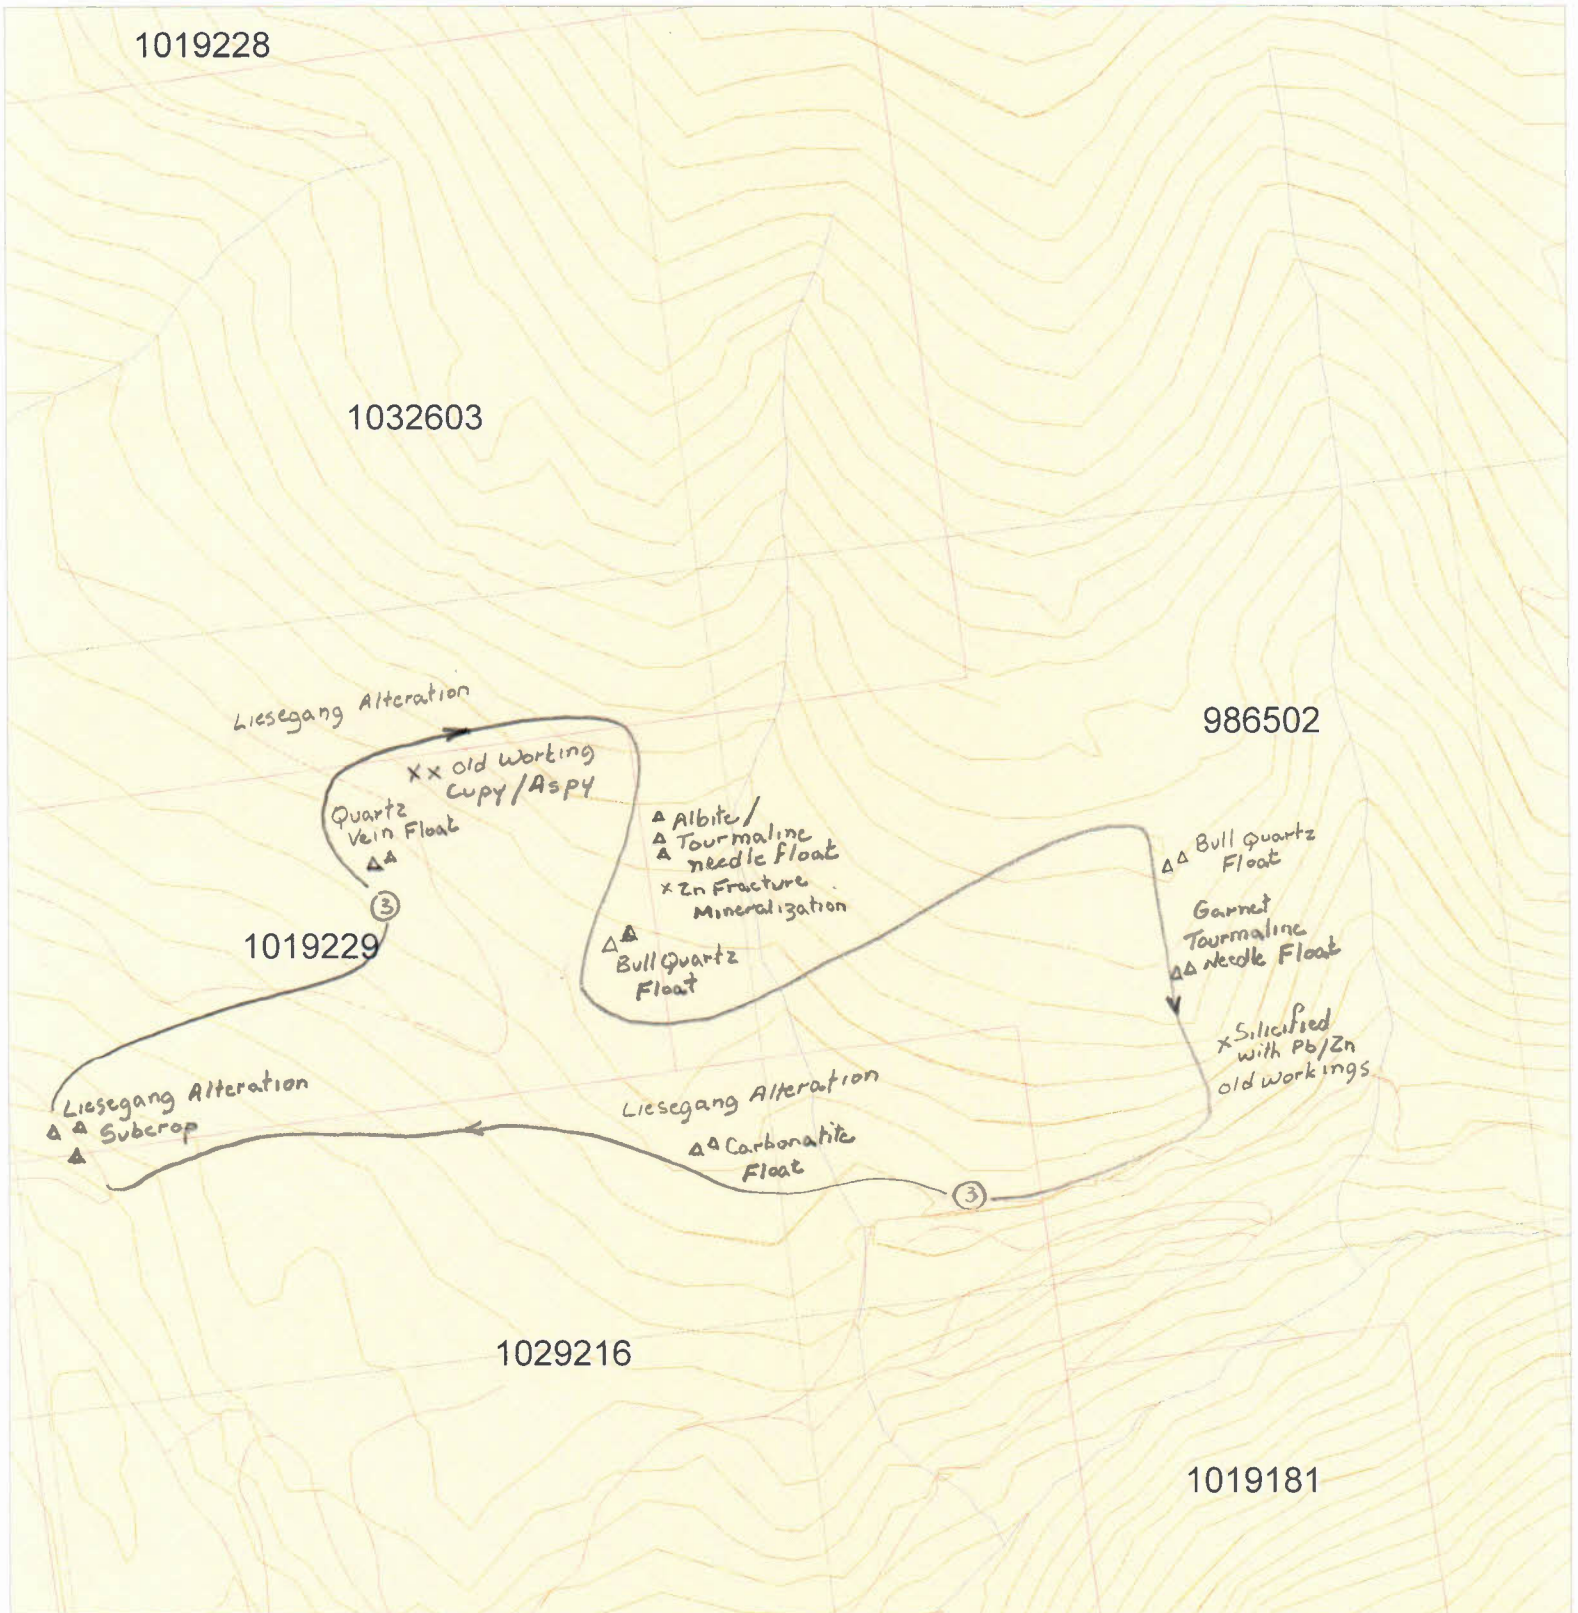 1019228
1032603
Liesegang Alteration
986502
xx old Working
Cupy/Aspy
Quartz
Vein Float
Albite/
Tourmaline
needle float
x Zn Fracture
Mineralization
Bull Quartz
Float
3
Garnet
Tourmaline
Needle Float
1019229
Bull Quartz
Float
x Silicified
with Pb/Zn
old workings
Liesegang Alteration
Subcrop
Liesegang Alteration
Carbonatite
Float
3
1029216
1019181